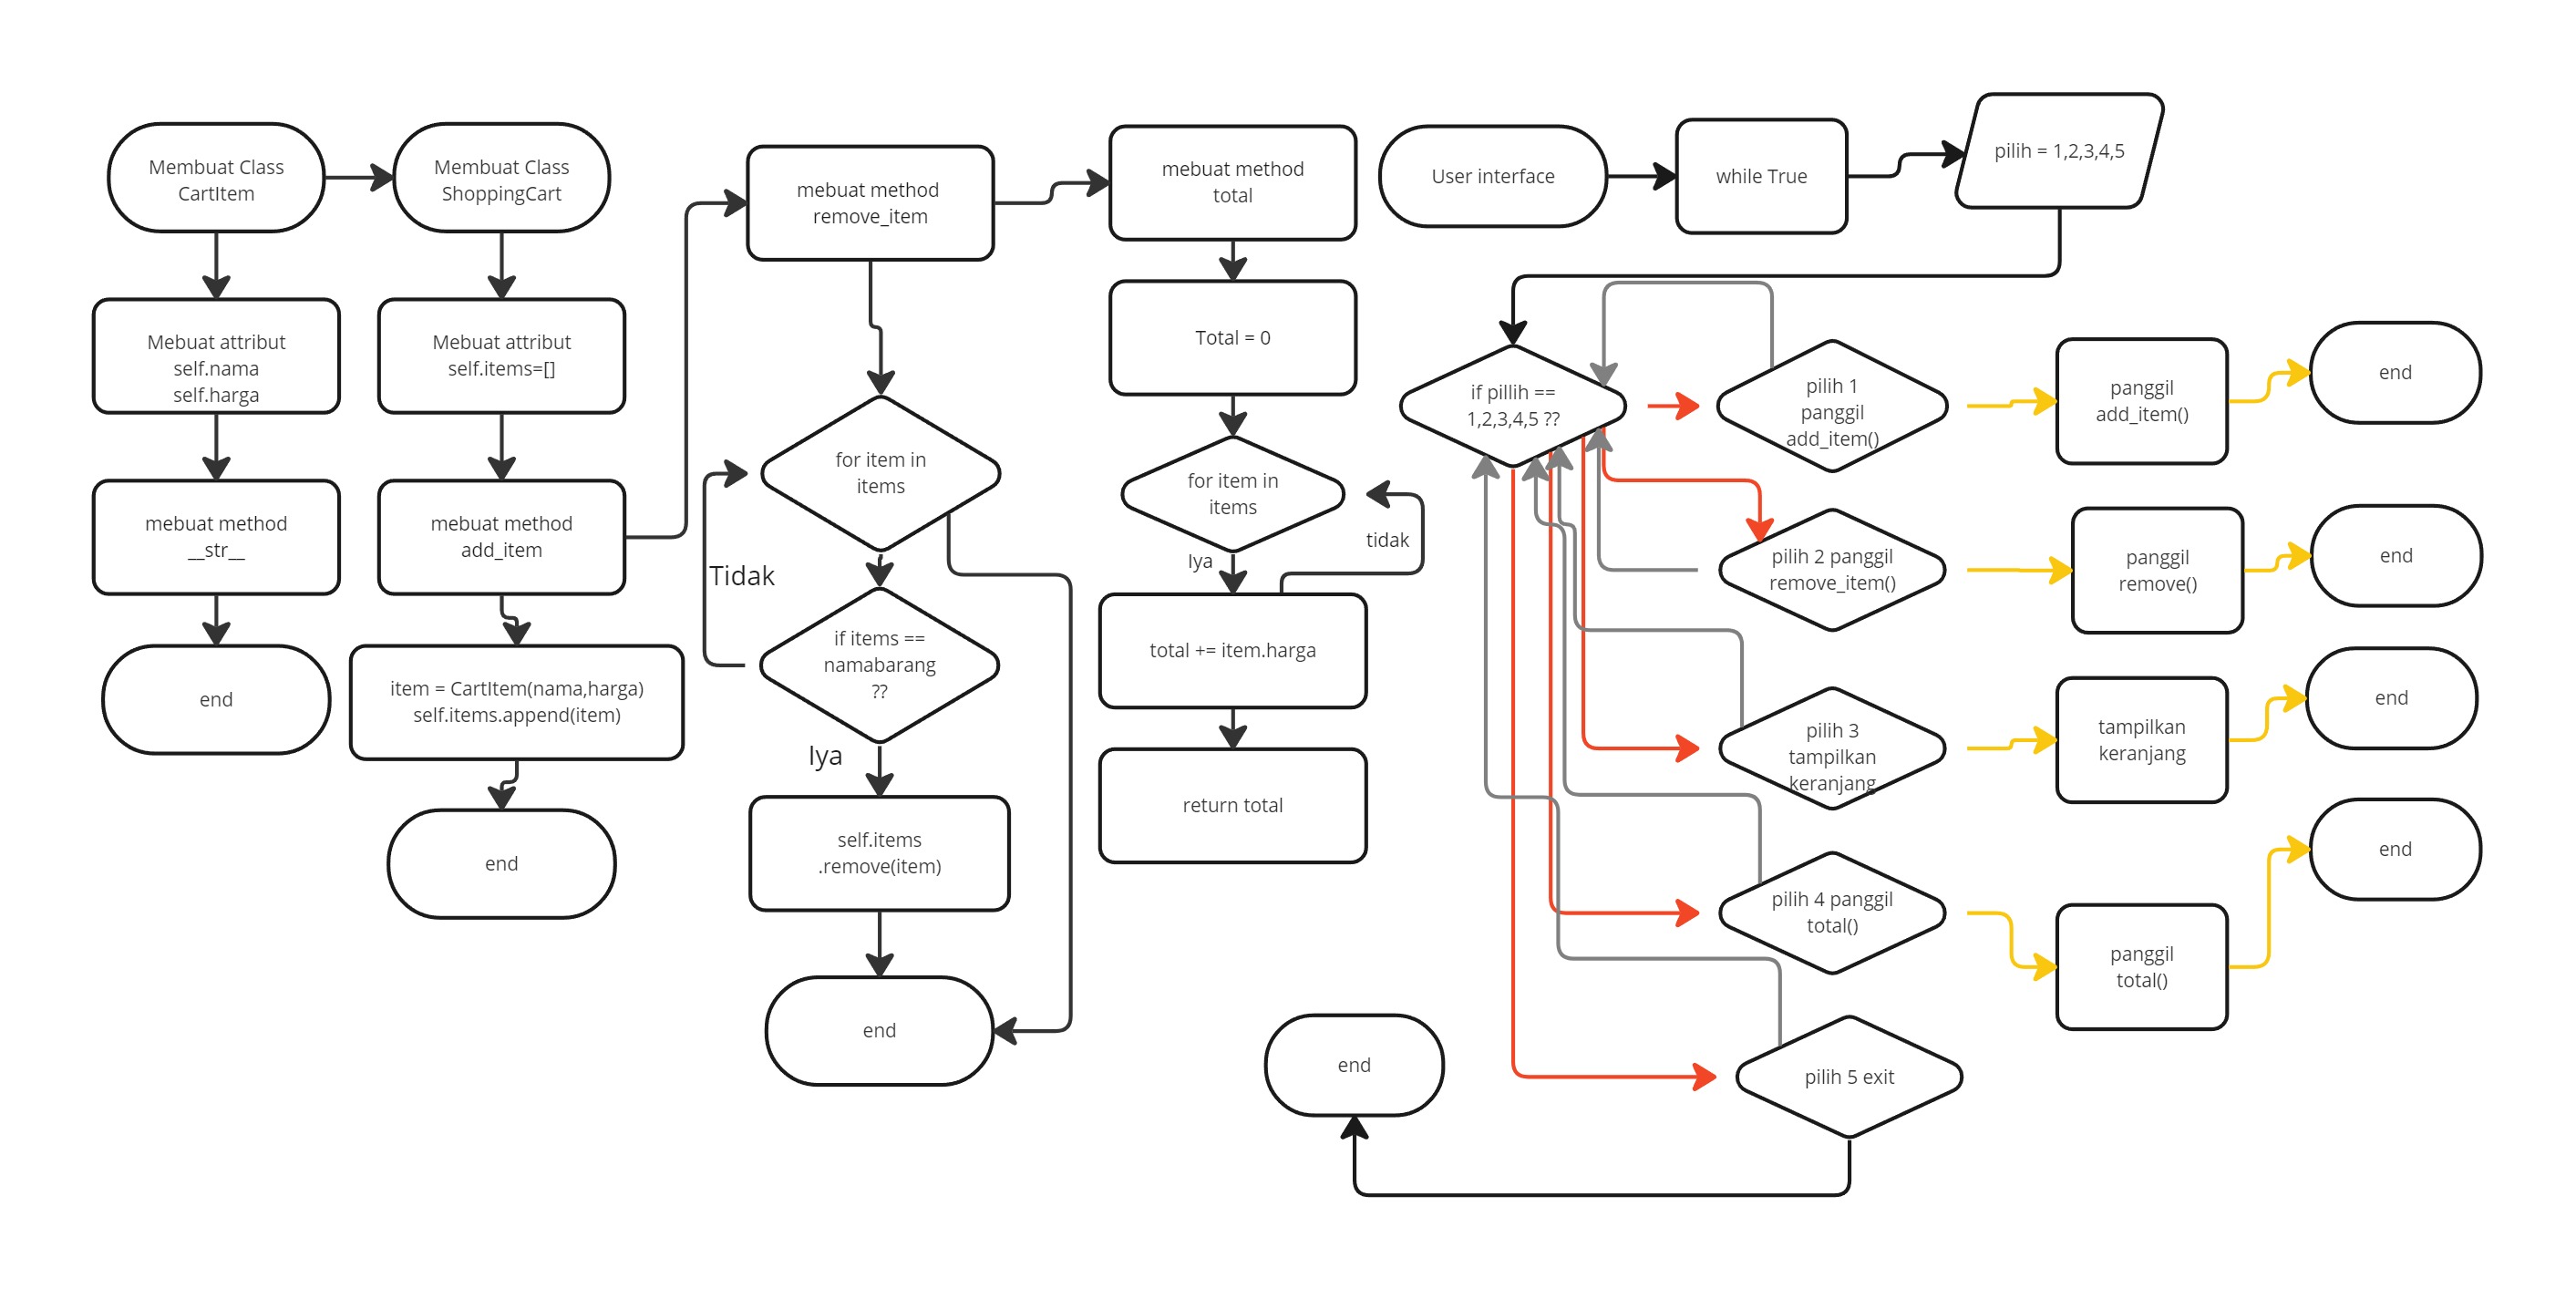 Membuat Class
CartItem
Mebuat attribut
self.nama
self.harga
mebuat method
__str__
end
Membuat Class
ShoppingCart
Mebuat attribut
self.items=[]
mebuat method
add_item
item = CartItem(nama,harga)
self.items.append(item)
end
mebuat method
remove_item
for item in
items
Tidak
if items ==
namabarang
??
Iya
self.items
.remove(item)
end
mebuat method
total
Total = 0
for item in
items
Iya
tidak
total += item.harga
return total
User interface
while True
pilih = 1,2,3,4,5
if pillih ==
1,2,3,4,5 ??
pilih 1
panggil
add_item()
panggil
add_item()
end
pilih 2 panggil
remove_item()
panggil
remove()
end
pilih 3
tampilkan
keranjang
tampilkan
keranjang
end
pilih 4 panggil
total()
panggil
total()
end
pilih 5 exit
end